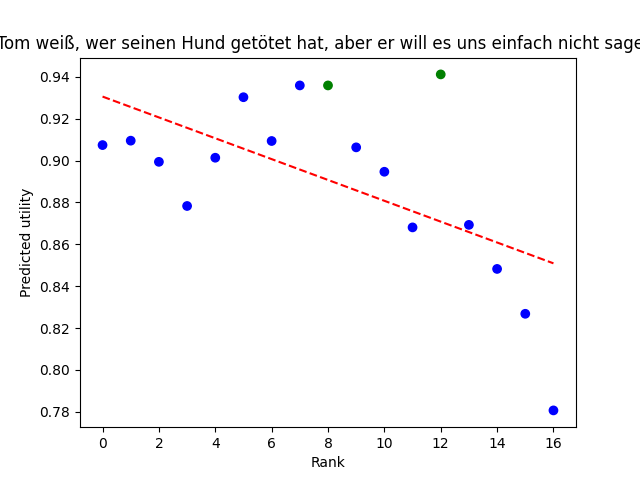 Tom weiß, wer seinen Hund getötet hat, aber er will es uns einfach nicht sage
0.94
0.92
0.90
0.88
0.86
0.84
0.82
0.80
0.78
Predicted utility
0 2 4 6 8 10 12 14 16
Rank